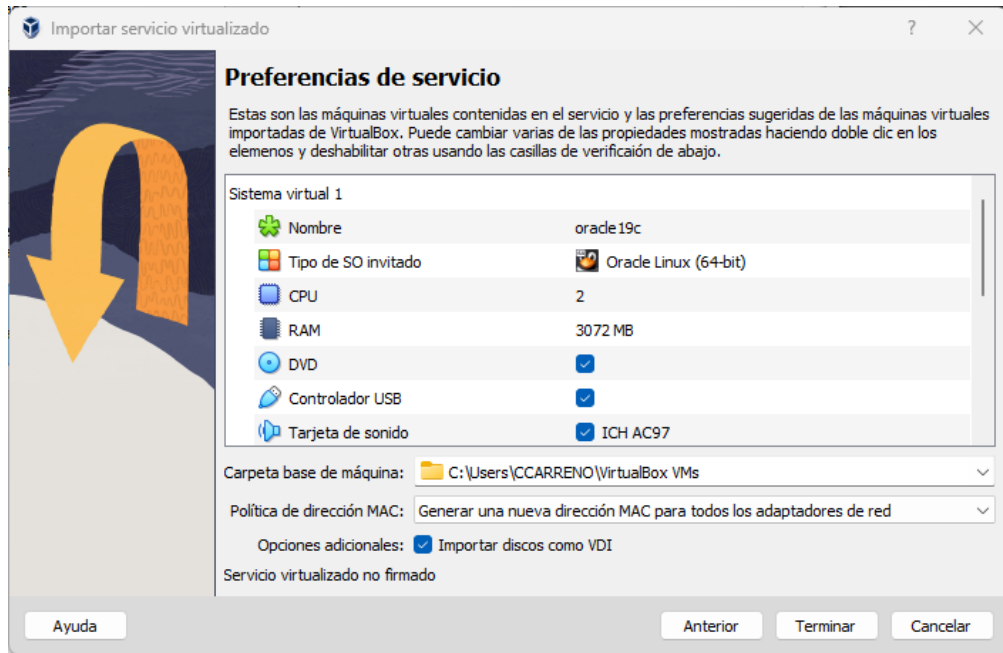 Importar servicio virtualizado
?
Preferencias de servicio
Estas son las máquinas virtuales contenidas en el servicio y las preferencias sugeridas de las máquinas virtuales
importadas de VirtualBox. Puede cambiar varias de las propiedades mostradas haciendo doble clic en los
elemenos y deshabilitar otras usando las casillas de verificaión de abajo.
Sistema virtual 1
Nombre oracle19c
Tipo de SO invitado Oracle Linux (64-bit)
CPU 2
RAM 3072 MB
DVD
Controlador USB
Tarjeta de sonido ICH AC97
Carpeta base de máquina: C:\Users\CCARRENO\VirtualBox VMs
Política de dirección MAC: Generar una nueva dirección MAC para todos los adaptadores de red
Opciones adicionales: Importar discos como VDI
Servicio virtualizado no firmado
Ayuda Anterior Terminar Cancelar